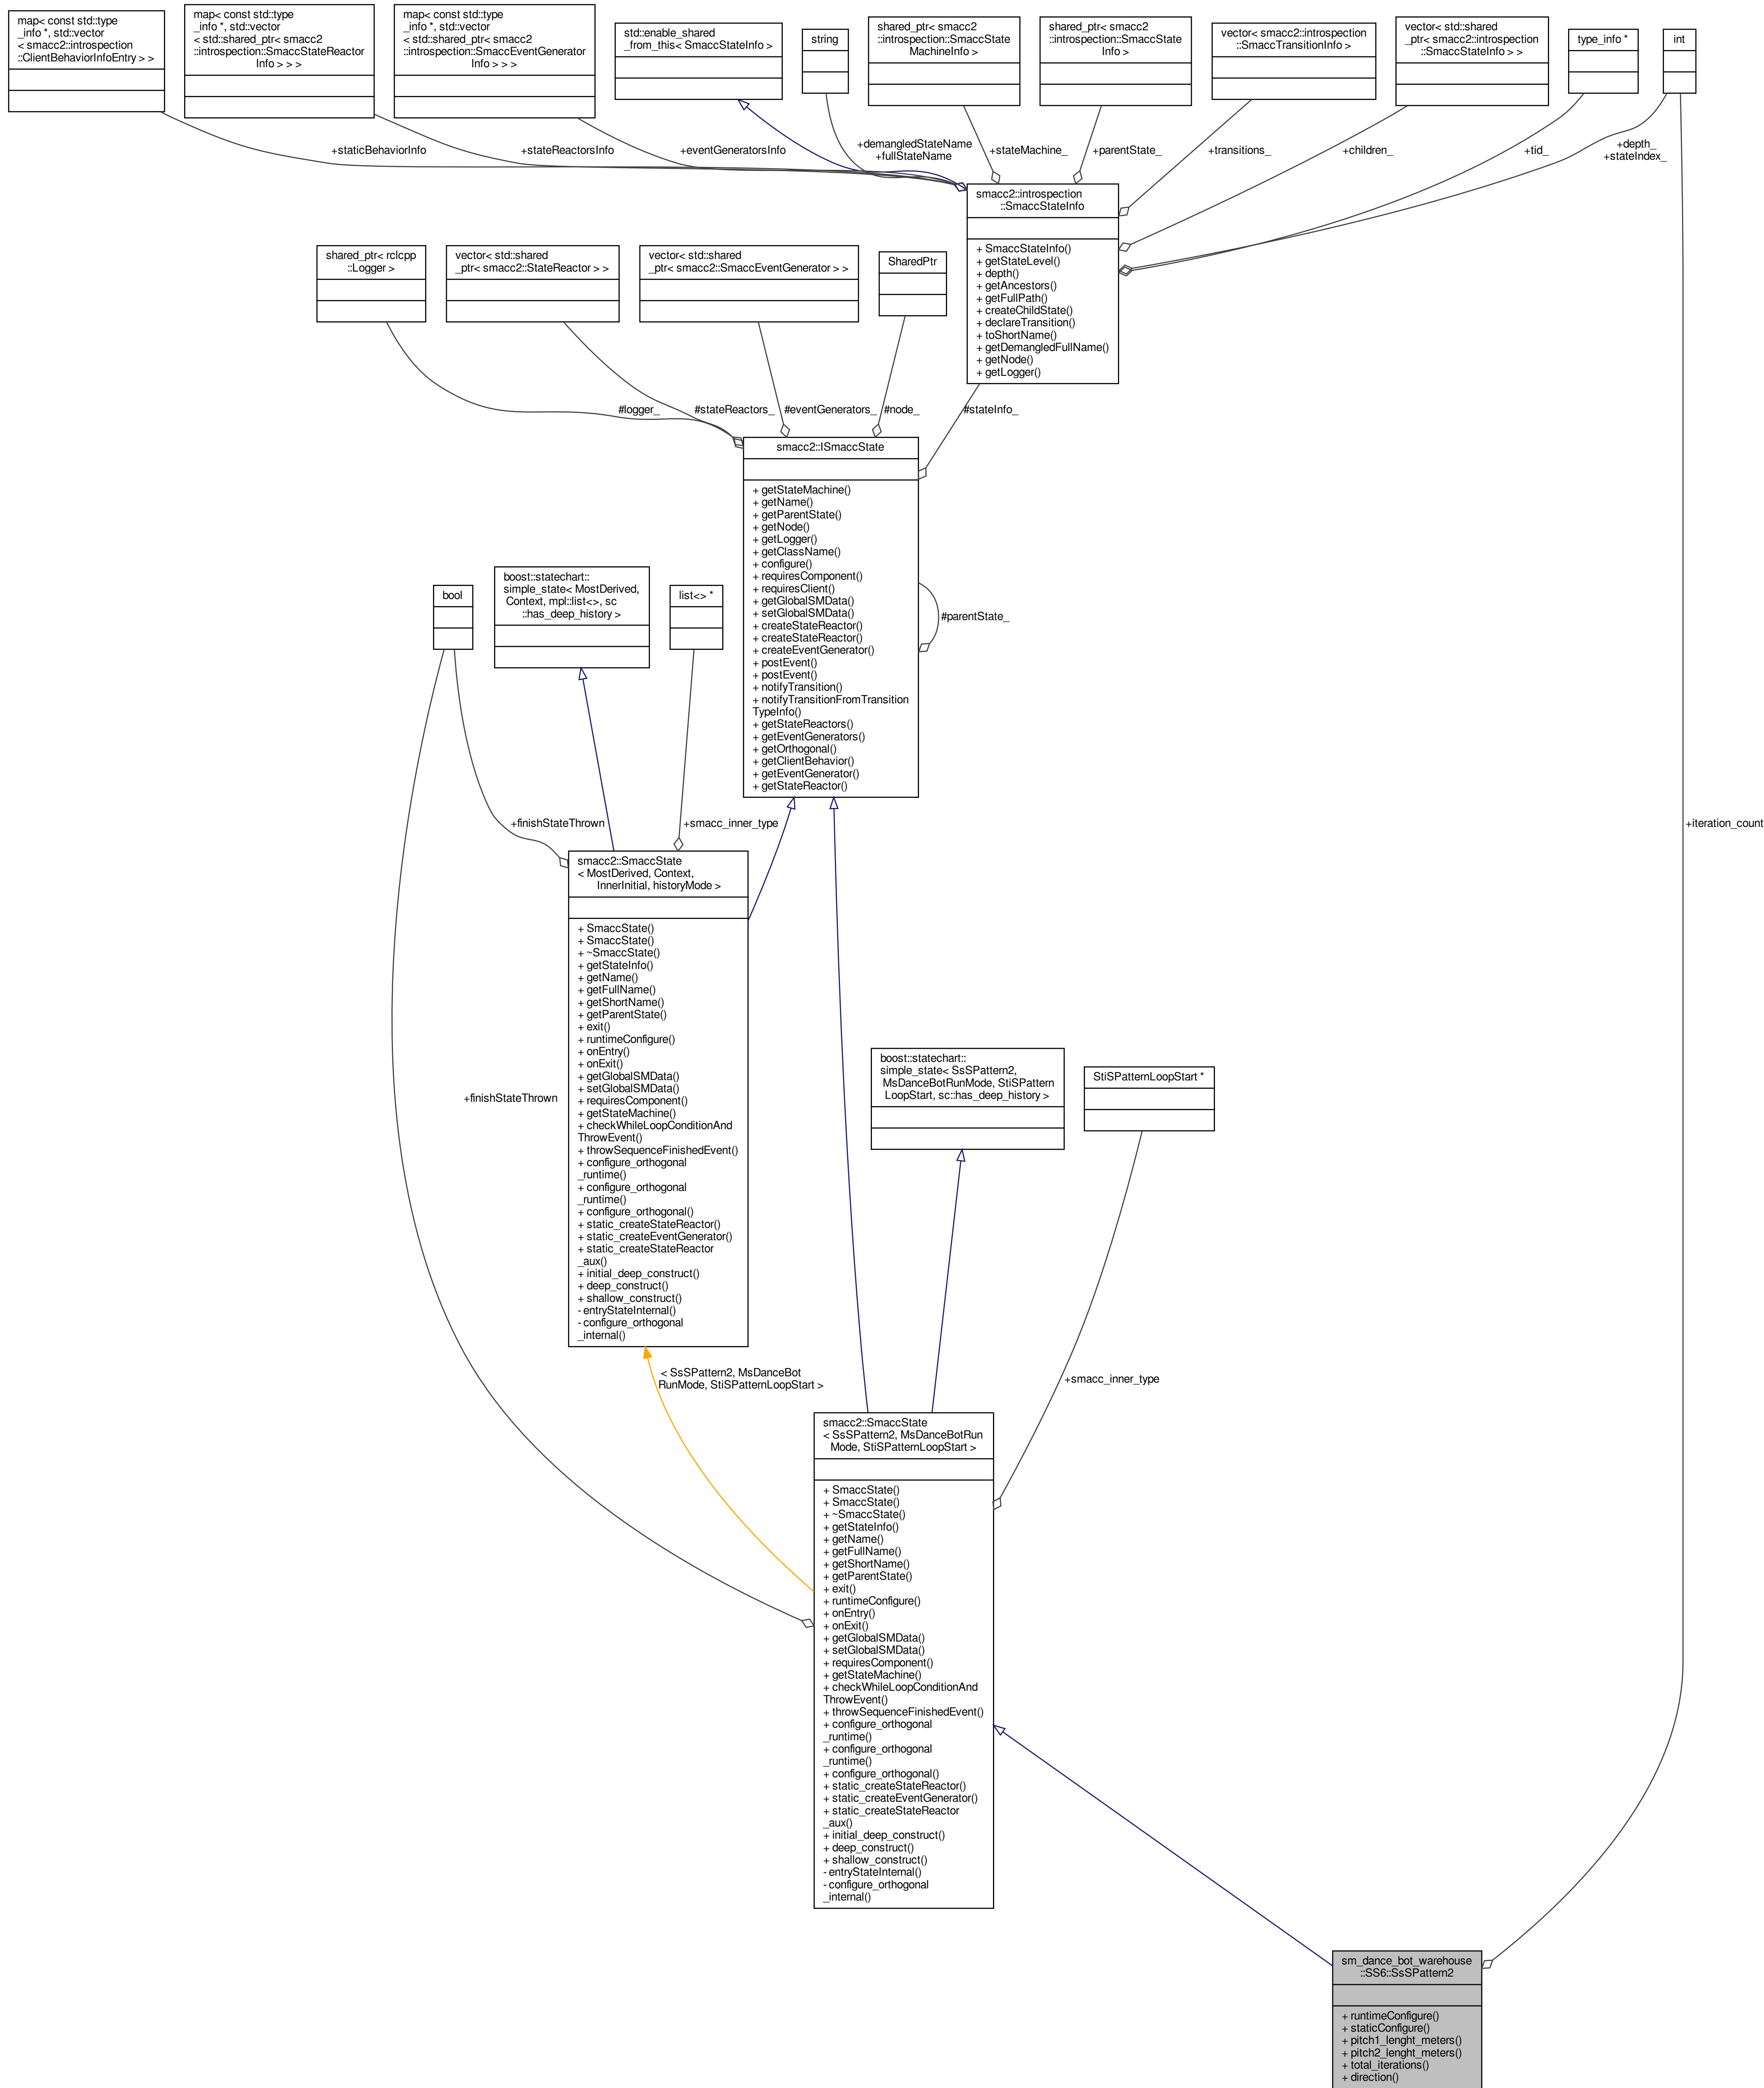 map< const std::type
_info *, std::vector
< smacc2::introspection
::ClientBehaviorInfoEntry > >
map< const std::type
_info *, std::vector
< std::shared_ptr< smacc2
::introspection::SmaccStateReactor
Info > > >
map< const std::type
_info *, std::vector
< std::shared_ptr< smacc2
::introspection::SmaccEventGenerator
Info > > >
std::enable_shared
_from_this< SmaccStateInfo >
string
shared_ptr< smacc2
::introspection::SmaccState
MachineInfo >
shared_ptr< smacc2
::introspection::SmaccState
Info >
vector< smacc2::introspection
::SmaccTransitionInfo >
vector< std::shared
_ptr< smacc2::introspection
::SmaccStateInfo > >
type_info *
int
+staticBehaviorInfo
+stateReactorsInfo
+eventGeneratorsInfo
+demangledStateName
+fullStateName
+stateMachine_
+parentState_
+transitions_
+children_
+tid_
+depth_
+stateIndex_
smacc2::introspection
::SmaccStateInfo
+ SmaccStateInfo()
+ getStateLevel()
+ depth()
+ getAncestors()
+ getFullPath()
+ createChildState()
+ declareTransition()
+ toShortName()
+ getDemangledFullName()
+ getNode()
+ getLogger()
shared_ptr< rclcpp
::Logger >
vector< std::shared
_ptr< smacc2::StateReactor > >
vector< std::shared
_ptr< smacc2::SmaccEventGenerator > >
SharedPtr
#logger_
#stateReactors_
#eventGenerators_
#node_
#stateInfo_
smacc2::ISmaccState
+ getStateMachine()
+ getName()
+ getParentState()
+ getNode()
+ getLogger()
+ getClassName()
+ configure()
+ requiresComponent()
+ requiresClient()
+ getGlobalSMData()
+ setGlobalSMData()
+ createStateReactor()
+ createStateReactor()
+ createEventGenerator()
+ postEvent()
+ postEvent()
+ notifyTransition()
+ notifyTransitionFromTransition
TypeInfo()
+ getStateReactors()
+ getEventGenerators()
+ getOrthogonal()
+ getClientBehavior()
+ getEventGenerator()
+ getStateReactor()
#parentState_
bool
boost::statechart::
simple_state< MostDerived,
Context, mpl::list<>, sc
::has_deep_history >
list<> *
+finishStateThrown
+smacc_inner_type
+iteration_count
smacc2::SmaccState
< MostDerived, Context,
InnerInitial, historyMode >
+ SmaccState()
+ SmaccState()
+ ~SmaccState()
+ getStateInfo()
+ getName()
+ getFullName()
+ getShortName()
+ getParentState()
+ exit()
+ runtimeConfigure()
+ onEntry()
+ onExit()
+ getGlobalSMData()
+ setGlobalSMData()
+ requiresComponent()
+ getStateMachine()
+ checkWhileLoopConditionAnd
ThrowEvent()
+ throwSequenceFinishedEvent()
+ configure_orthogonal
_runtime()
+ configure_orthogonal
_runtime()
+ configure_orthogonal()
+ static_createStateReactor()
+ static_createEventGenerator()
+ static_createStateReactor
_aux()
+ initial_deep_construct()
+ deep_construct()
+ shallow_construct()
- entryStateInternal()
- configure_orthogonal
_internal()
+finishStateThrown
boost::statechart::
simple_state< SsSPattern2,
MsDanceBotRunMode, StiSPattern
LoopStart, sc::has_deep_history >
StiSPatternLoopStart *
< SsSPattern2, MsDanceBot
RunMode, StiSPatternLoopStart >
+smacc_inner_type
smacc2::SmaccState
< SsSPattern2, MsDanceBotRun
Mode, StiSPatternLoopStart >
+ SmaccState()
+ SmaccState()
+ ~SmaccState()
+ getStateInfo()
+ getName()
+ getFullName()
+ getShortName()
+ getParentState()
+ exit()
+ runtimeConfigure()
+ onEntry()
+ onExit()
+ getGlobalSMData()
+ setGlobalSMData()
+ requiresComponent()
+ getStateMachine()
+ checkWhileLoopConditionAnd
ThrowEvent()
+ throwSequenceFinishedEvent()
+ configure_orthogonal
_runtime()
+ configure_orthogonal
_runtime()
+ configure_orthogonal()
+ static_createStateReactor()
+ static_createEventGenerator()
+ static_createStateReactor
_aux()
+ initial_deep_construct()
+ deep_construct()
+ shallow_construct()
- entryStateInternal()
- configure_orthogonal
_internal()
sm_dance_bot_warehouse
::SS6::SsSPattern2
+ runtimeConfigure()
+ staticConfigure()
+ pitch1_lenght_meters()
+ pitch2_lenght_meters()
+ total_iterations()
+ direction()